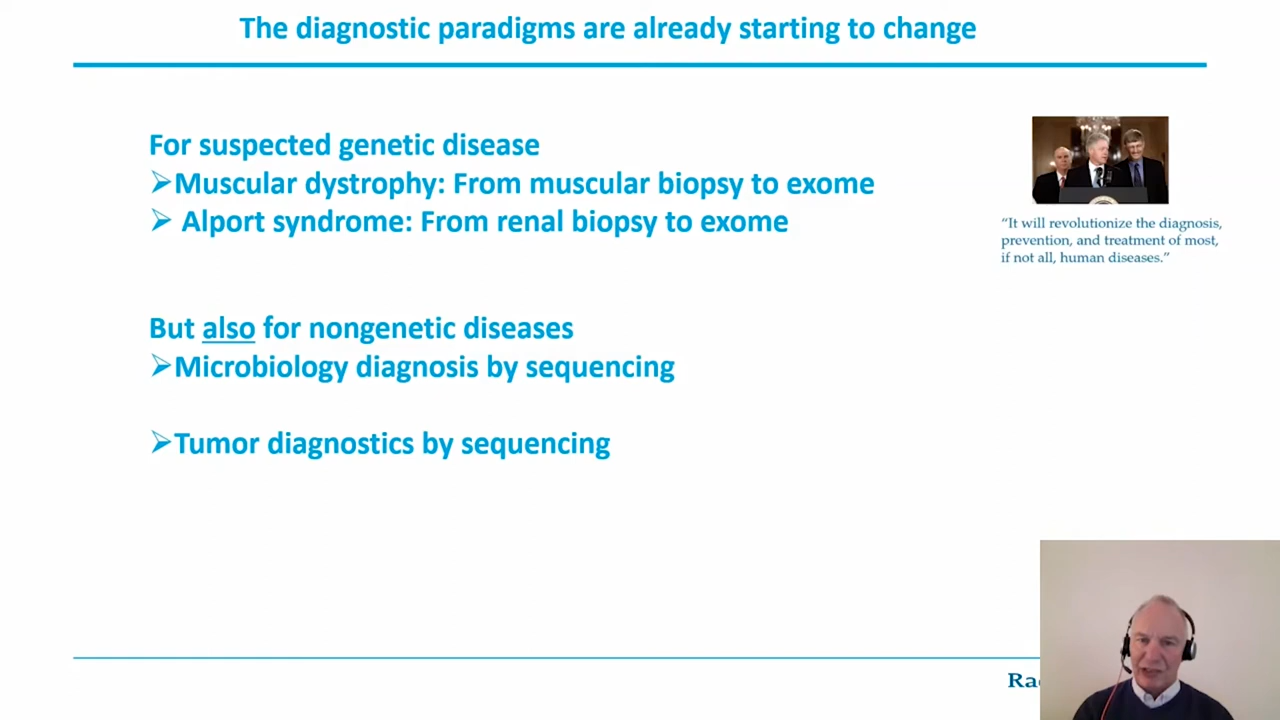 The diagnostic paradigms are already starting to change
For suspected genetic disease
➢Muscular dystrophy: From muscular biopsy to exome
➢ Alport syndrome: From renal biopsy to exome
“It will revolutionize the diagnosis,
prevention, and treatment of most,
if not all, human diseases.”
But also for nongenetic diseases
➢Microbiology diagnosis by sequencing
➢Tumor diagnostics by sequencing